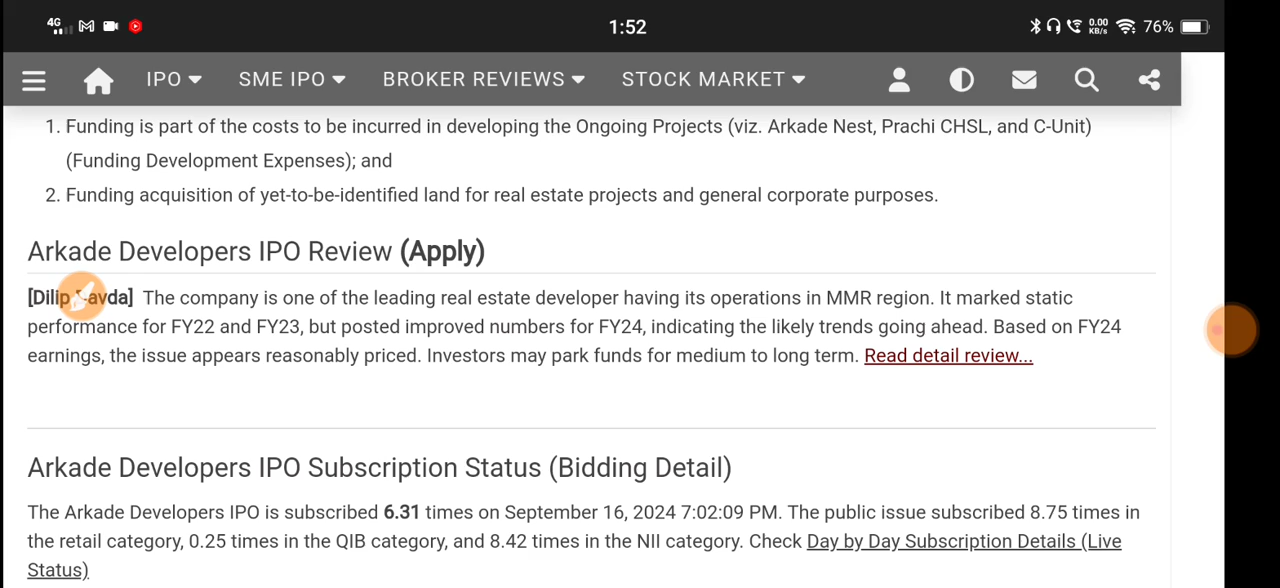 4G 1:52 0.00 KB/s 76%
IPO SME IPO BROKER REVIEWS STOCK MARKET
1. Funding is part of the costs to be incurred in developing the Ongoing Projects (viz. Arkade Nest, Prachi CHSL, and C-Unit)
(Funding Development Expenses); and
2. Funding acquisition of yet-to-be-identified land for real estate projects and general corporate purposes.
Arkade Developers IPO Review (Apply)
[Dilip The company is one of the leading real estate developer having its operations in MMR region. It marked static
performance for FY22 and FY23, but posted improved numbers for FY24, indicating the likely trends going ahead. Based on FY24
earnings, the issue appears reasonably priced. Investors may park funds for medium to long term. Read detail review...
Arkade Developers IPO Subscription Status (Bidding Detail)
The Arkade Developers IPO is subscribed 6.31 times on September 16, 2024 7:02:09 PM. The public issue subscribed 8.75 times in
the retail category, 0.25 times in the QIB category, and 8.42 times in the NII category. Check Day by Day Subscription Details (Live
Status)